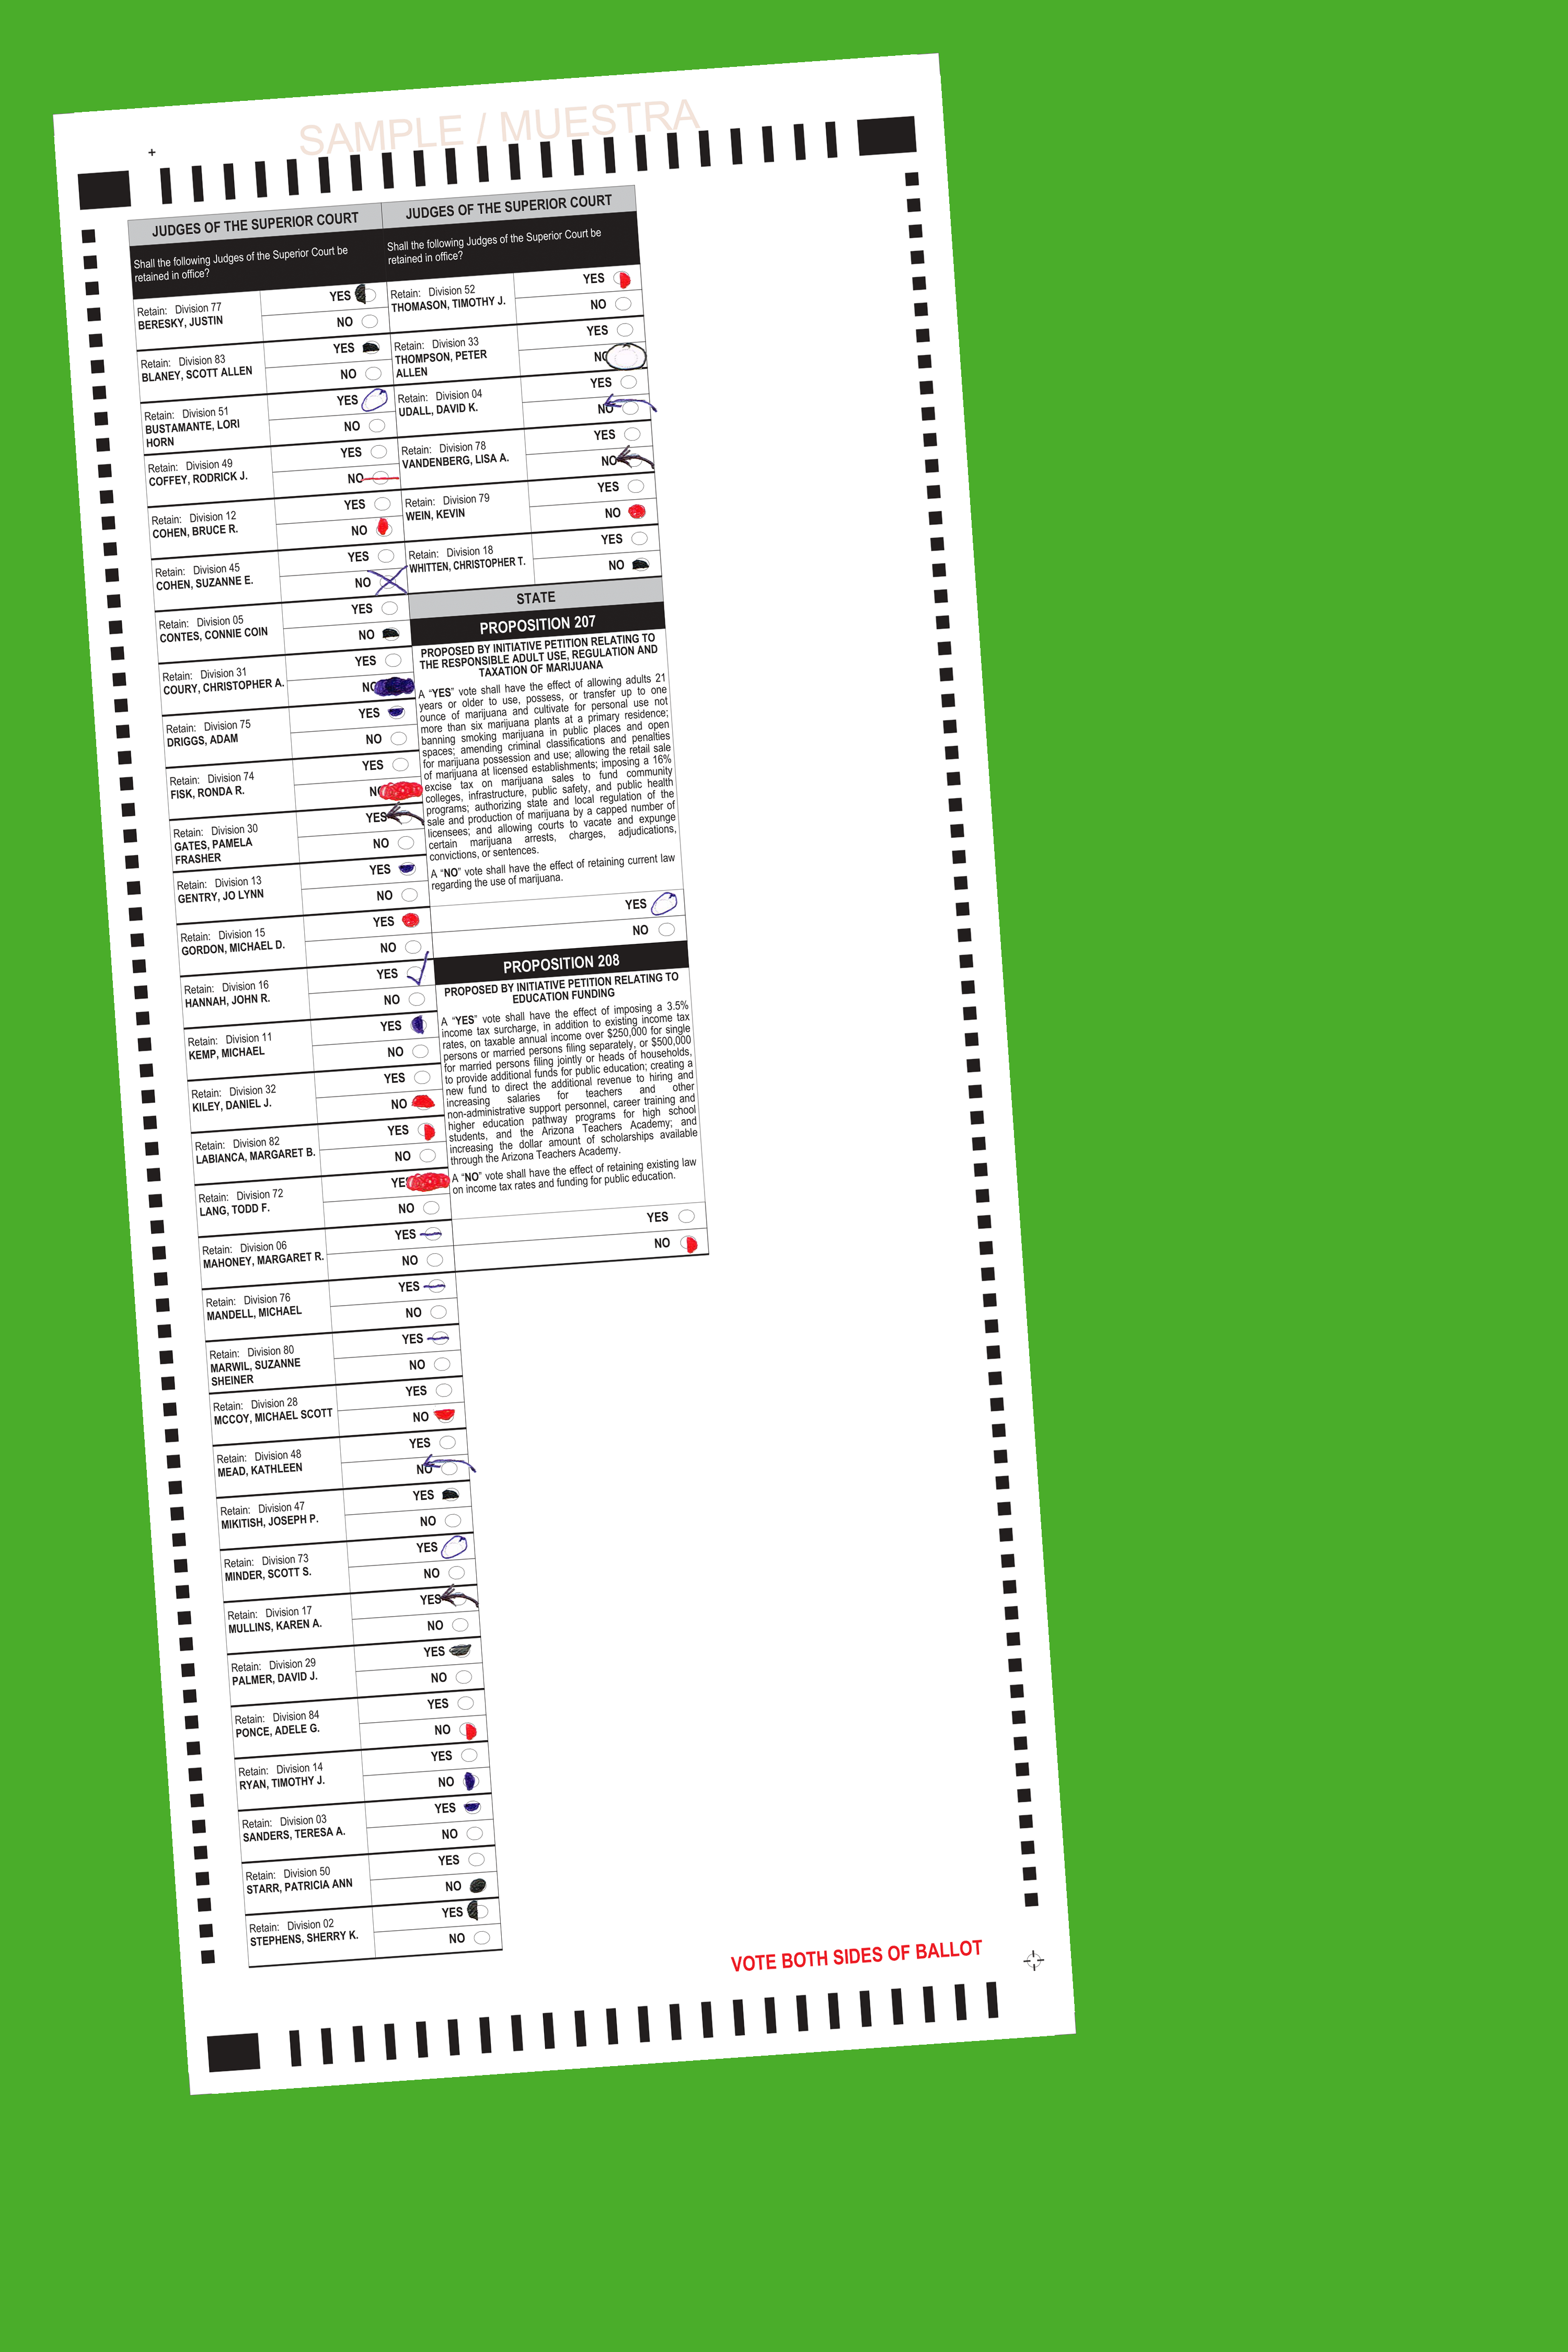 SAMPLE / MUESTRA
JUDGES OF THE SUPERIOR COURT
Shall the following Judges of the Superior Court be
retained in office?
Retain: Division 77
BERESKY, JUSTIN
YES
NO
Retain: Division 83
BLANEY, SCOTT ALLEN
YES
NO
Retain: Division 51
BUSTAMANTE, LORI
HORN
YES
NO
Retain: Division 49
COFFEY, RODRICK J.
YES
NO
Retain: Division 12
COHEN, BRUCE R.
YES
NO
Retain: Division 45
COHEN, SUZANNE E.
YES
NO
Retain: Division 05
CONTES, CONNIE COIN
YES
NO
Retain: Division 31
COURY, CHRISTOPHER A.
YES
NO
Retain: Division 75
DRIGGS, ADAM
YES
NO
Retain: Division 74
FISK, RONDA R.
YES
NO
Retain: Division 30
GATES, PAMELA
FRASHER
YES
NO
Retain: Division 13
GENTRY, JO LYNN
YES
NO
Retain: Division 15
GORDON, MICHAEL D.
YES
NO
Retain: Division 16
HANNAH, JOHN R.
YES
NO
Retain: Division 11
KEMP, MICHAEL
YES
NO
Retain: Division 32
KILEY, DANIEL J.
YES
NO
Retain: Division 82
LABIANCA, MARGARET B.
YES
NO
Retain: Division 72
LANG, TODD F.
YES
NO
Retain: Division 06
MAHONEY, MARGARET R.
YES
NO
Retain: Division 76
MANDELL, MICHAEL
YES
NO
Retain: Division 80
MARWIL, SUZANNE
SHEINER
YES
NO
Retain: Division 28
MCCOY, MICHAEL SCOTT
YES
NO
Retain: Division 48
MEAD, KATHLEEN
YES
NO
Retain: Division 47
MIKITISH, JOSEPH P.
YES
NO
Retain: Division 73
MINDER, SCOTT S.
YES
NO
Retain: Division 17
MULLINS, KAREN A.
YES
NO
Retain: Division 29
PALMER, DAVID J.
YES
NO
Retain: Division 84
PONCE, ADELE G.
YES
NO
Retain: Division 14
RYAN, TIMOTHY J.
YES
NO
Retain: Division 03
SANDERS, TERESA A.
YES
NO
Retain: Division 50
STARR, PATRICIA ANN
YES
NO
Retain: Division 02
STEPHENS, SHERRY K.
YES
NO
JUDGES OF THE SUPERIOR COURT
Shall the following Judges of the Superior Court be
retained in office?
Retain: Division 52
THOMASON, TIMOTHY J.
YES
NO
Retain: Division 33
THOMPSON, PETER
ALLEN
YES
NO
Retain: Division 04
UDALL, DAVID K.
YES
NO
Retain: Division 78
VANDENBERG, LISA A.
YES
NO
Retain: Division 79
WEIN, KEVIN
YES
NO
Retain: Division 18
WHITTEN, CHRISTOPHER T.
YES
NO
STATE
PROPOSITION 207
PROPOSED BY INITIATIVE PETITION RELATING TO
THE RESPONSIBLE ADULT USE, REGULATION AND
TAXATION OF MARIJUANA
A “YES” vote shall have the effect of allowing adults 21
years or older to use, possess, or transfer up to one
ounce of marijuana and cultivate for personal use not
more than six marijuana plants at a primary residence;
banning smoking marijuana in public places and open
spaces; amending criminal classifications and penalties
for marijuana possession and use; allowing the retail sale
of marijuana at licensed establishments; imposing a 16%
excise tax on marijuana sales to fund community
colleges, infrastructure, public safety, and public health
programs; authorizing state and local regulation of the
sale and production of marijuana by a capped number of
licensees; and allowing courts to vacate and expunge
certain marijuana arrests, charges, adjudications,
convictions, or sentences.
A “NO” vote shall have the effect of retaining current law
regarding the use of marijuana.
YES
NO
PROPOSITION 208
PROPOSED BY INITIATIVE PETITION RELATING TO
EDUCATION FUNDING
A “YES” vote shall have the effect of imposing a 3.5%
income tax surcharge, in addition to existing income tax
rates, on taxable annual income over $250,000 for single
persons or married persons filing separately, or $500,000
for married persons filing jointly or heads of households,
to provide additional funds for public education; creating a
new fund to direct the additional revenue to hiring and
increasing salaries for teachers and other
non-administrative support personnel, career training and
higher education pathway programs for high school
students, and the Arizona Teachers Academy; and
increasing the dollar amount of scholarships available
through the Arizona Teachers Academy.
A “NO” vote shall have the effect of retaining existing law
on income tax rates and funding for public education.
YES
NO
VOTE BOTH SIDES OF BALLOT